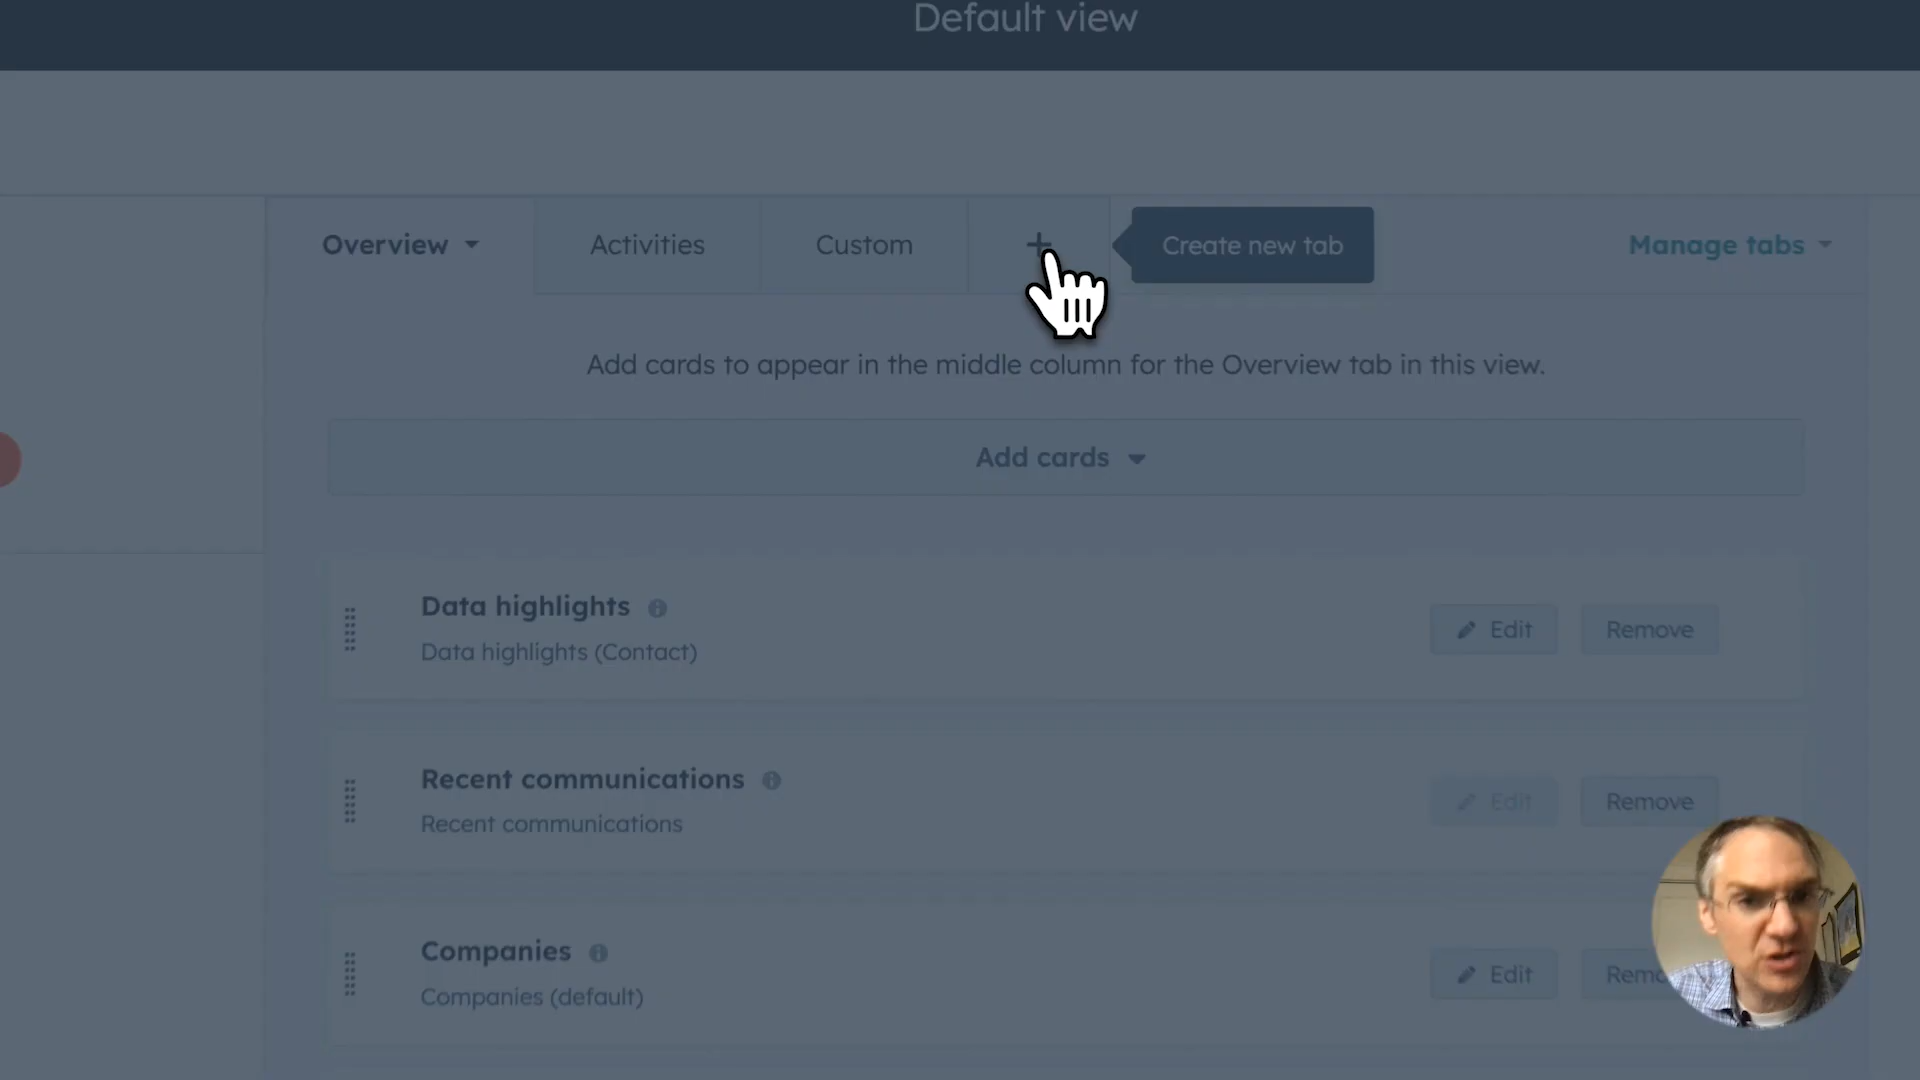 Default view
Overview
Activities
Custom
+
Create new tab
Manage tabs
Add cards to appear in the middle column for the Overview tab in this view.
Add cards
Data highlights
Data highlights (Contact)
Edit
Remove
Recent communications
Recent communications
Edit
Remove
Companies
Companies (default)
Edit